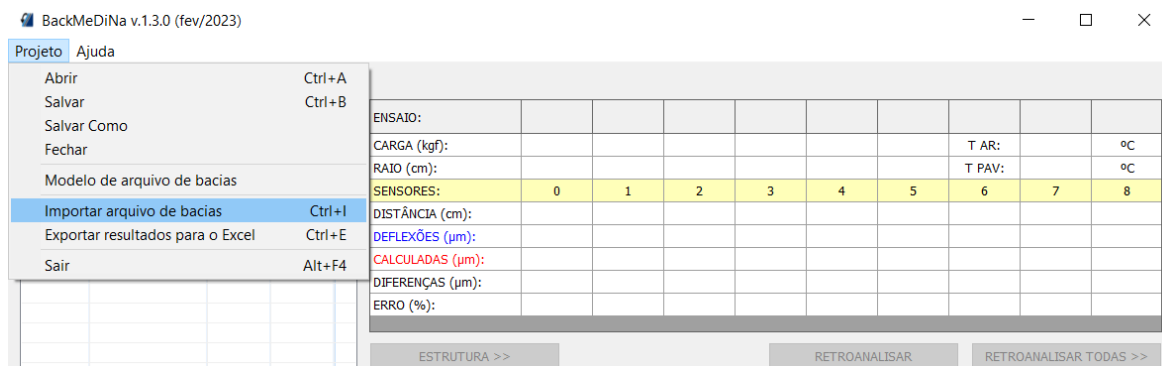 BackMeDiNa v.1.3.0 (fev/2023)
Projeto Ajuda
Abrir Ctrl+A
Salvar Ctrl+B
Salvar Como
Fechar
Modelo de arquivo de bacias
Importar arquivo de bacias Ctrl+I
Exportar resultados para o Excel Ctrl+E
Sair Alt+F4
ENSAIO:
CARGA (kgf): T AR: ºC
RAIO (cm): T PAV: ºC
SENSORES: 0 1 2 3 4 5 6 7 8
DISTÂNCIA (cm):
DEFLEXÕES (µm):
CALCULADAS (µm):
DIFERENÇAS (µm):
ERRO (%):
ESTRUTURA >> RETROANALISAR RETROANALISAR TODAS >>